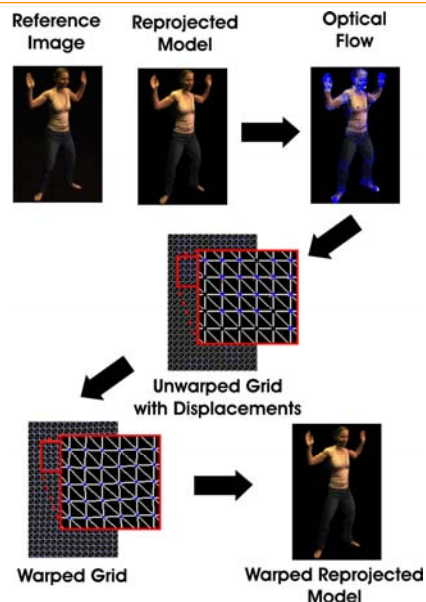 Reference
Image
Reprojected
Model
Optical
Flow
Unwarped Grid
with Displacements
Warped Grid
Warped Reprojected
Model